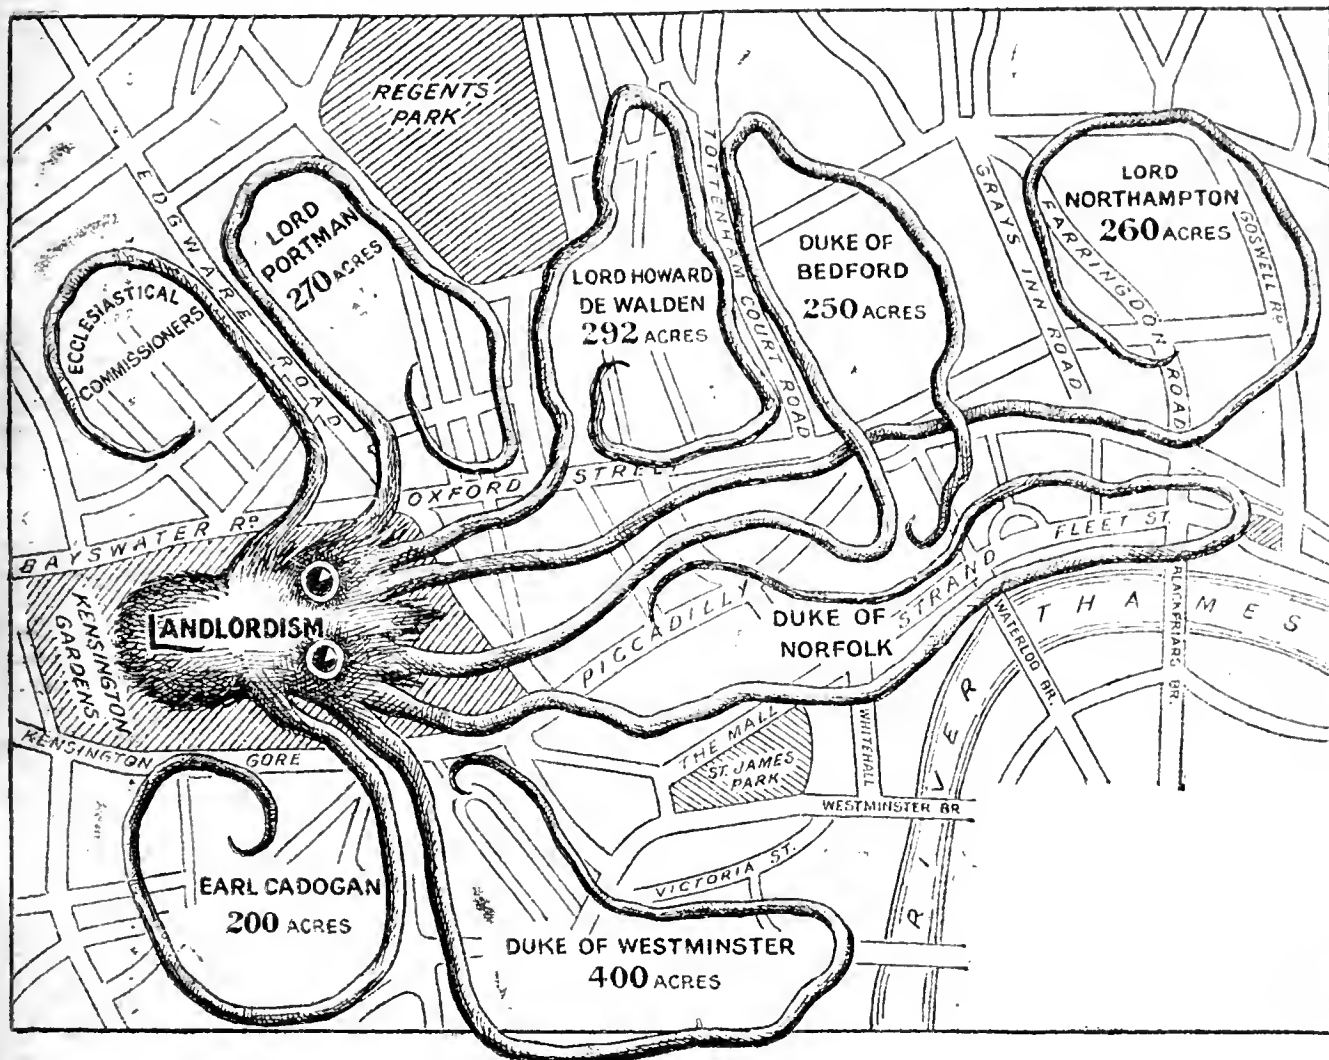 REGENTS
PARK
EDGWARE ROAD
LORD
PORTMAN
270 ACRES
ECCLESIASTICAL
COMMISSIONERS
LORD HOWARD
DE WALDEN
292 ACRES
TOTTENHAM COURT ROAD
DUKE OF
BEDFORD
250 ACRES
GRAYS INN ROAD
FARRINGDON ROAD
LORD
NORTHAMPTON
260 ACRES
GOSWELL RD.
OXFORD STREET
BAYSWATER RD.
KENSINGTON
GARDENS
LANDLORDISM
PICCADILLY
DUKE OF
NORFOLK
STRAND
FLEET ST.
RIVER THAMES
WATERLOO BR.
BLACKFRIARS BR.
KENSINGTON GORE
THE MALL
ST. JAMES
PARK
WHITEHALL
WESTMINSTER BR
VICTORIA ST.
EARL CADOGAN
200 ACRES
DUKE OF WESTMINSTER
400 ACRES